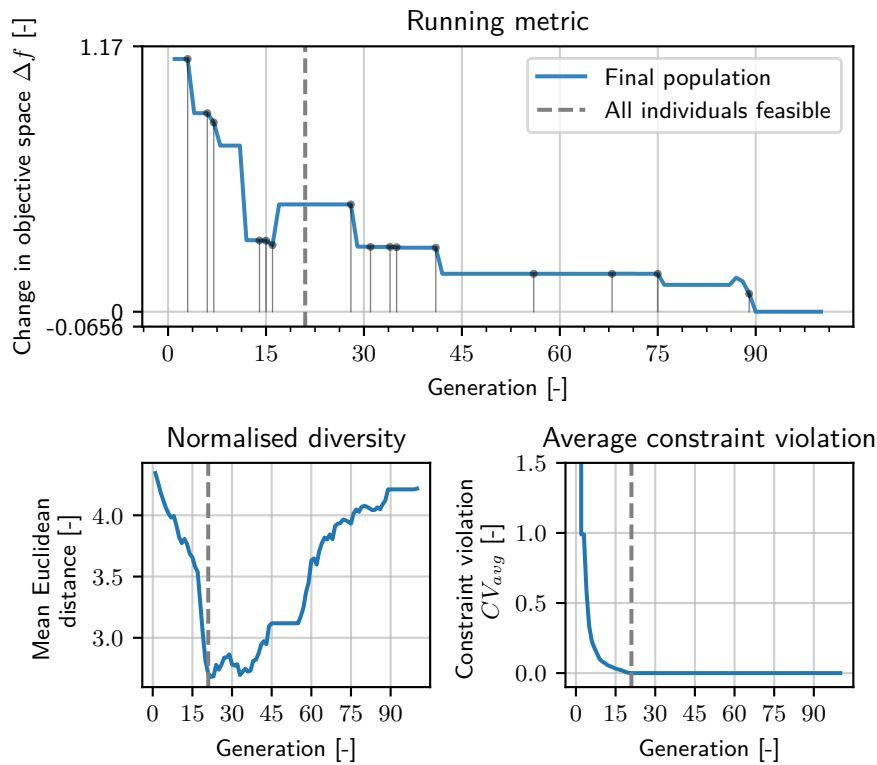 Running metric
Change in objective space Δf [-]
1.17
0
-0.0656
Final population
All individuals feasible
0 15 30 45 60 75 90
Generation [-]
Normalised diversity
Mean Euclidean
distance [-]
4.0
3.5
3.0
0 15 30 45 60 75 90
Generation [-]
Average constraint violation
Constraint violation
CV_avg [-]
1.5
1.0
0.5
0.0
0 15 30 45 60 75 90
Generation [-]